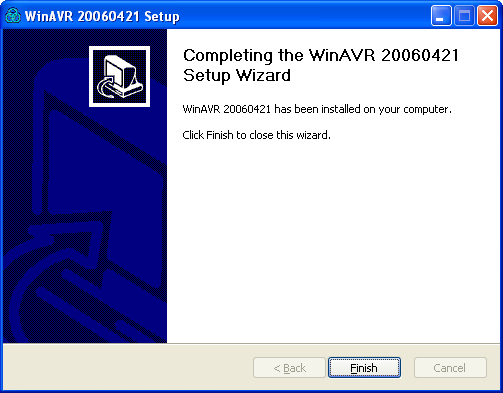 WinAVR 20060421 Setup
Completing the WinAVR 20060421
Setup Wizard
WinAVR 20060421 has been installed on your computer.
Click Finish to close this wizard.
< Back
Finish
Cancel